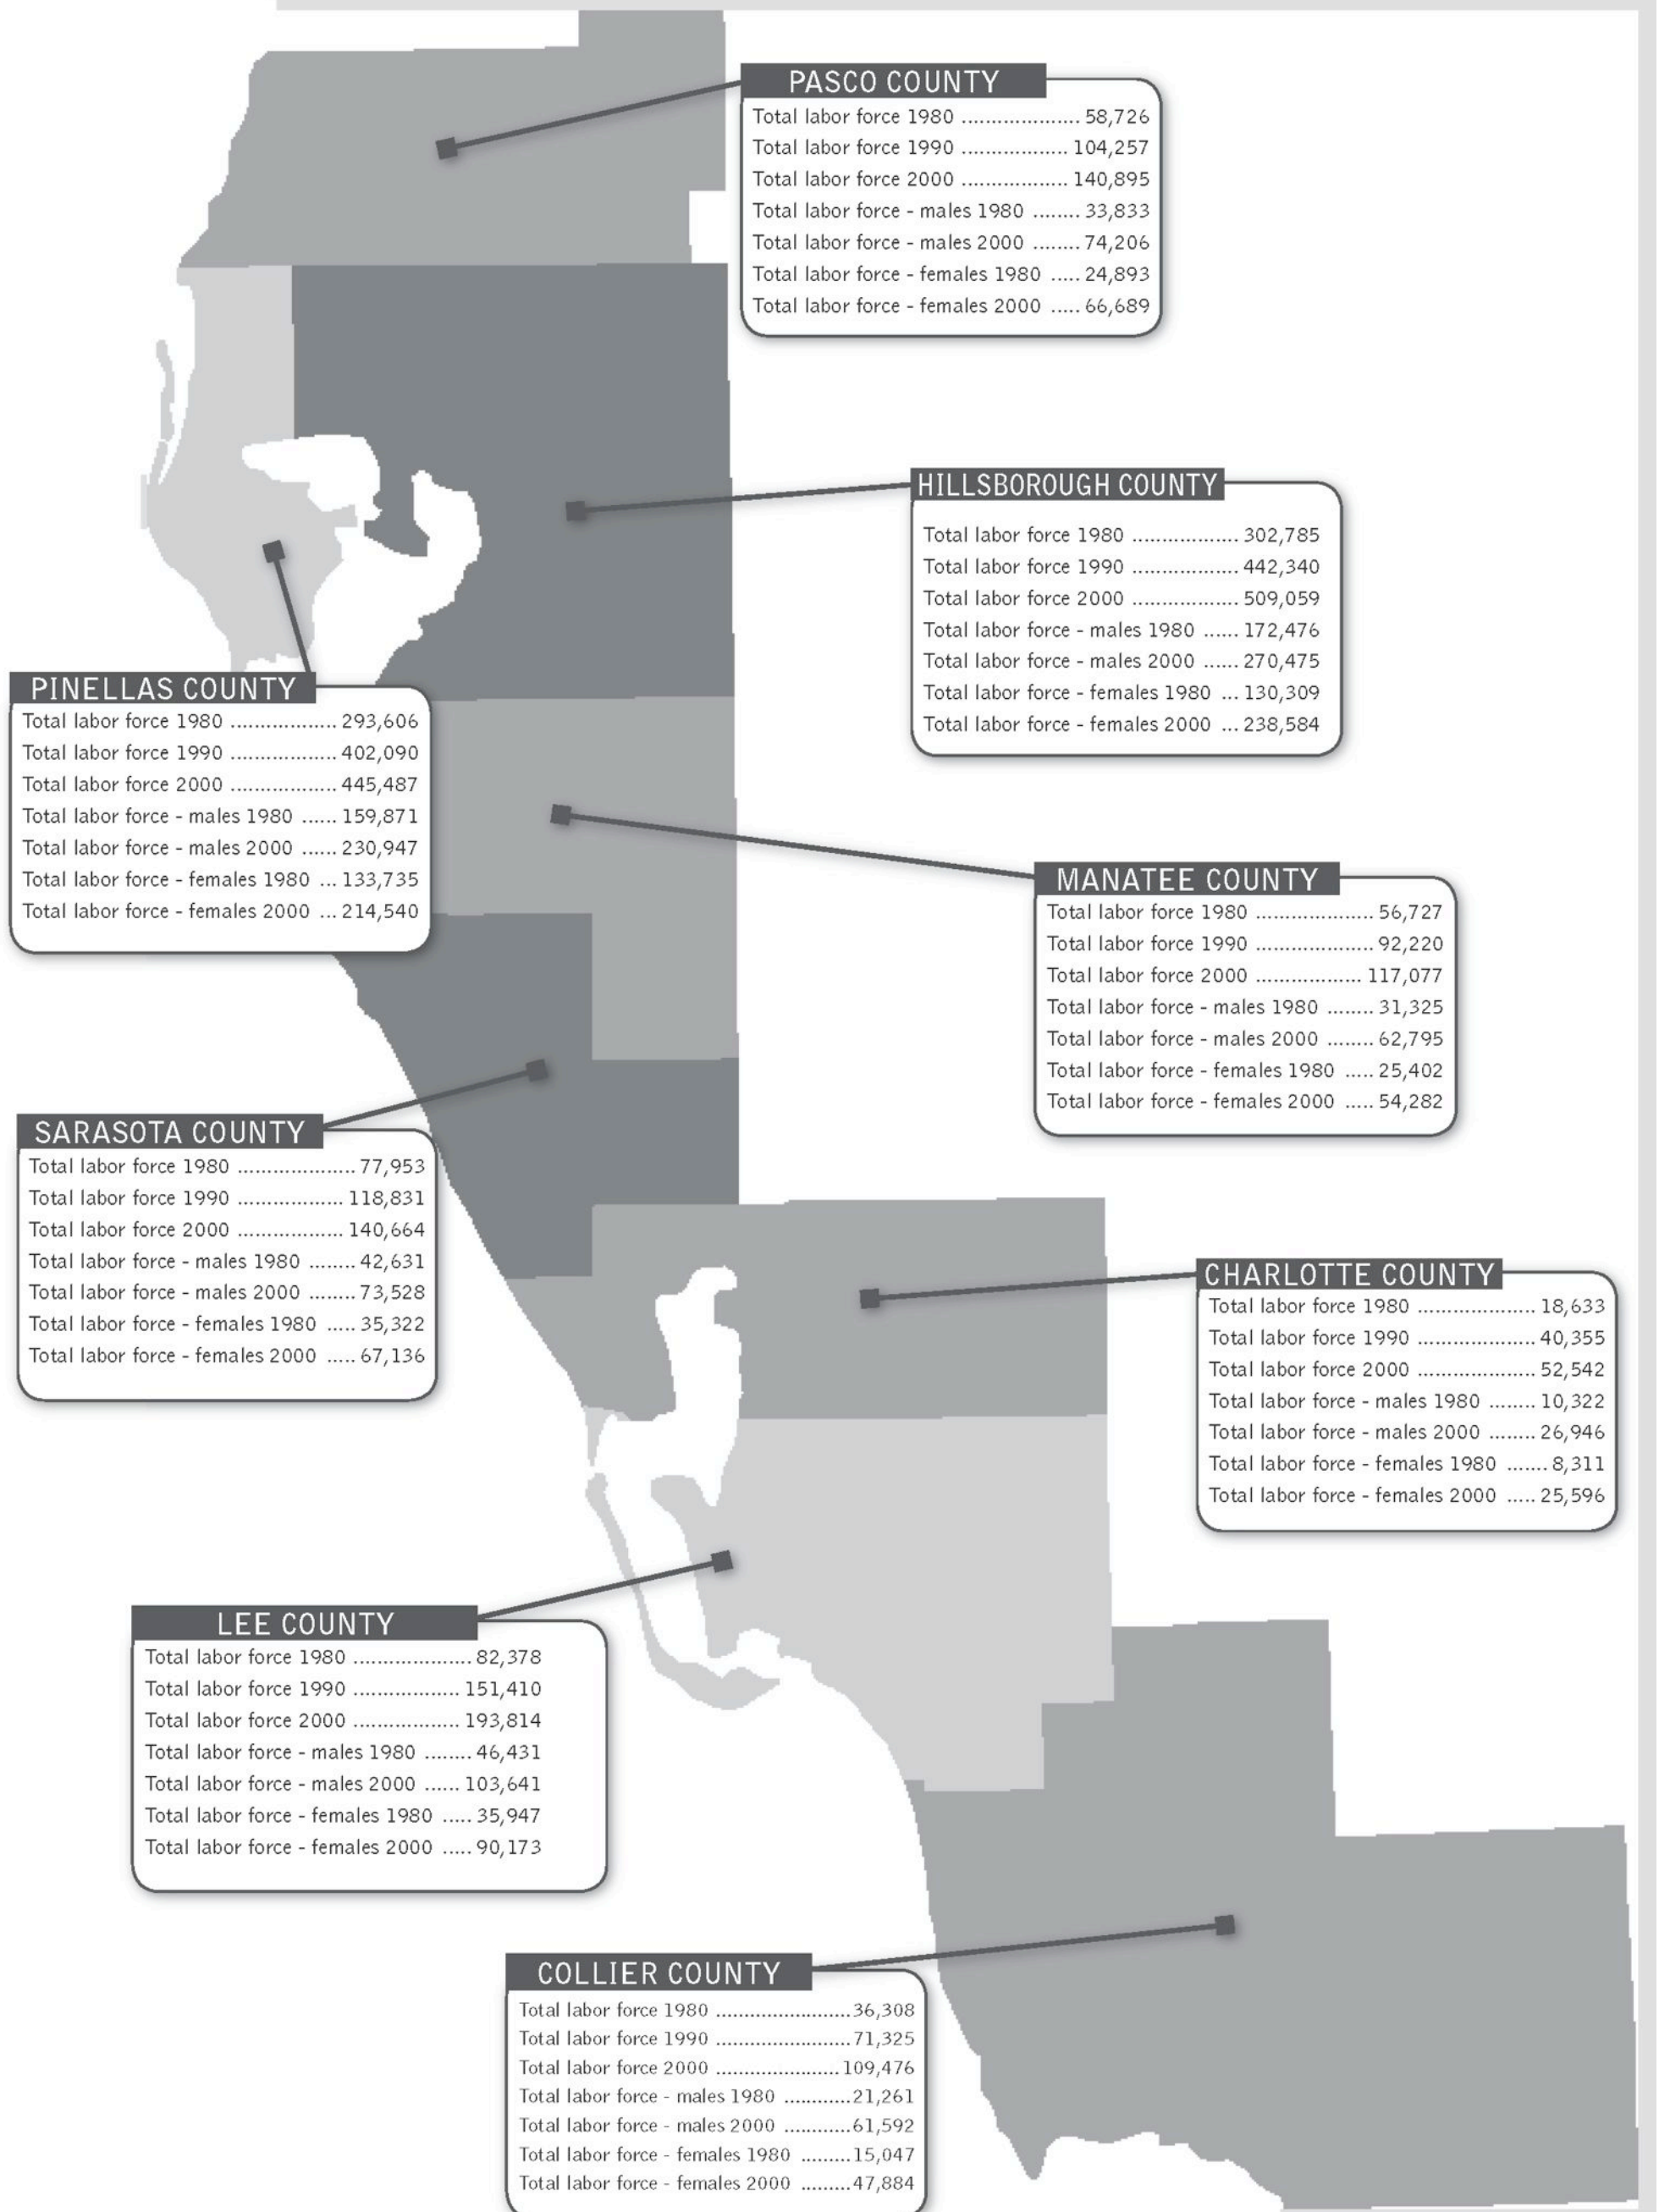 PASCO COUNTY
Total labor force 1980 .................... 58,726
Total labor force 1990 .................. 104,257
Total labor force 2000 .................. 140,895
Total labor force - males 1980 ........ 33,833
Total labor force - males 2000 ........ 74,206
Total labor force - females 1980 ..... 24,893
Total labor force - females 2000 ..... 66,689
HILLSBOROUGH COUNTY
Total labor force 1980 .................. 302,785
Total labor force 1990 .................. 442,340
Total labor force 2000 .................. 509,059
Total labor force - males 1980 ...... 172,476
Total labor force - males 2000 ...... 270,475
Total labor force - females 1980 ... 130,309
Total labor force - females 2000 ... 238,584
PINELLAS COUNTY
Total labor force 1980 .................. 293,606
Total labor force 1990 .................. 402,090
Total labor force 2000 .................. 445,487
Total labor force - males 1980 ...... 159,871
Total labor force - males 2000 ...... 230,947
Total labor force - females 1980 ... 133,735
Total labor force - females 2000 ... 214,540
MANATEE COUNTY
Total labor force 1980 .................... 56,727
Total labor force 1990 .................... 92,220
Total labor force 2000 .................. 117,077
Total labor force - males 1980 ........ 31,325
Total labor force - males 2000 ........ 62,795
Total labor force - females 1980 ..... 25,402
Total labor force - females 2000 ..... 54,282
SARASOTA COUNTY
Total labor force 1980 .................... 77,953
Total labor force 1990 .................. 118,831
Total labor force 2000 .................. 140,664
Total labor force - males 1980 ........ 42,631
Total labor force - males 2000 ........ 73,528
Total labor force - females 1980 ..... 35,322
Total labor force - females 2000 ..... 67,136
CHARLOTTE COUNTY
Total labor force 1980 .................... 18,633
Total labor force 1990 .................... 40,355
Total labor force 2000 .................... 52,542
Total labor force - males 1980 ........ 10,322
Total labor force - males 2000 ........ 26,946
Total labor force - females 1980 ....... 8,311
Total labor force - females 2000 ..... 25,596
LEE COUNTY
Total labor force 1980 .................... 82,378
Total labor force 1990 .................. 151,410
Total labor force 2000 .................. 193,814
Total labor force - males 1980 ........ 46,431
Total labor force - males 2000 ...... 103,641
Total labor force - females 1980 ..... 35,947
Total labor force - females 2000 ..... 90,173
COLLIER COUNTY
Total labor force 1980 .......................36,308
Total labor force 1990 .......................71,325
Total labor force 2000 .....................109,476
Total labor force - males 1980 ............21,261
Total labor force - males 2000 ............61,592
Total labor force - females 1980 .........15,047
Total labor force - females 2000 .........47,884